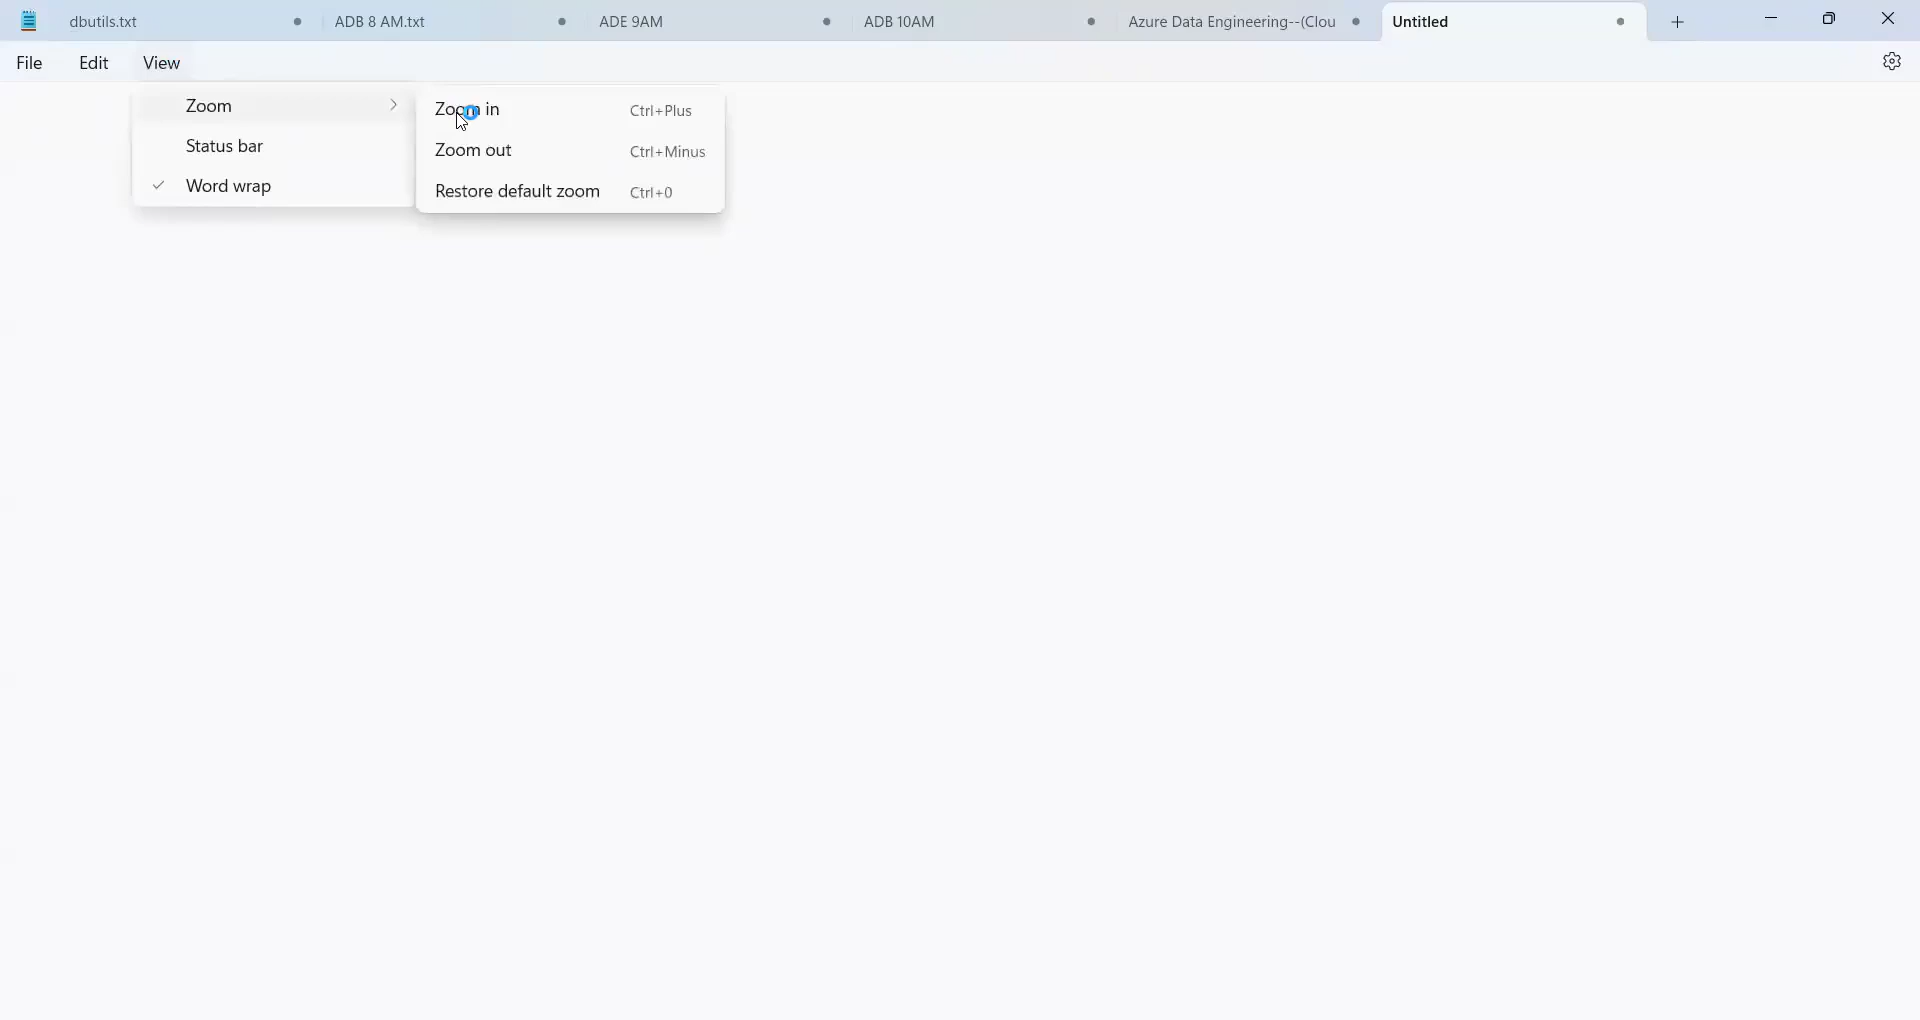 dbutils.txt
ADB 8 AM.txt
ADE 9AM
ADB 10AM
Azure Data Engineering--(Clou
Untitled
File
Edit
View
Zoom
Status bar
Word wrap
Zoom in Ctrl+Plus
Zoom out Ctrl+Minus
Restore default zoom Ctrl+0